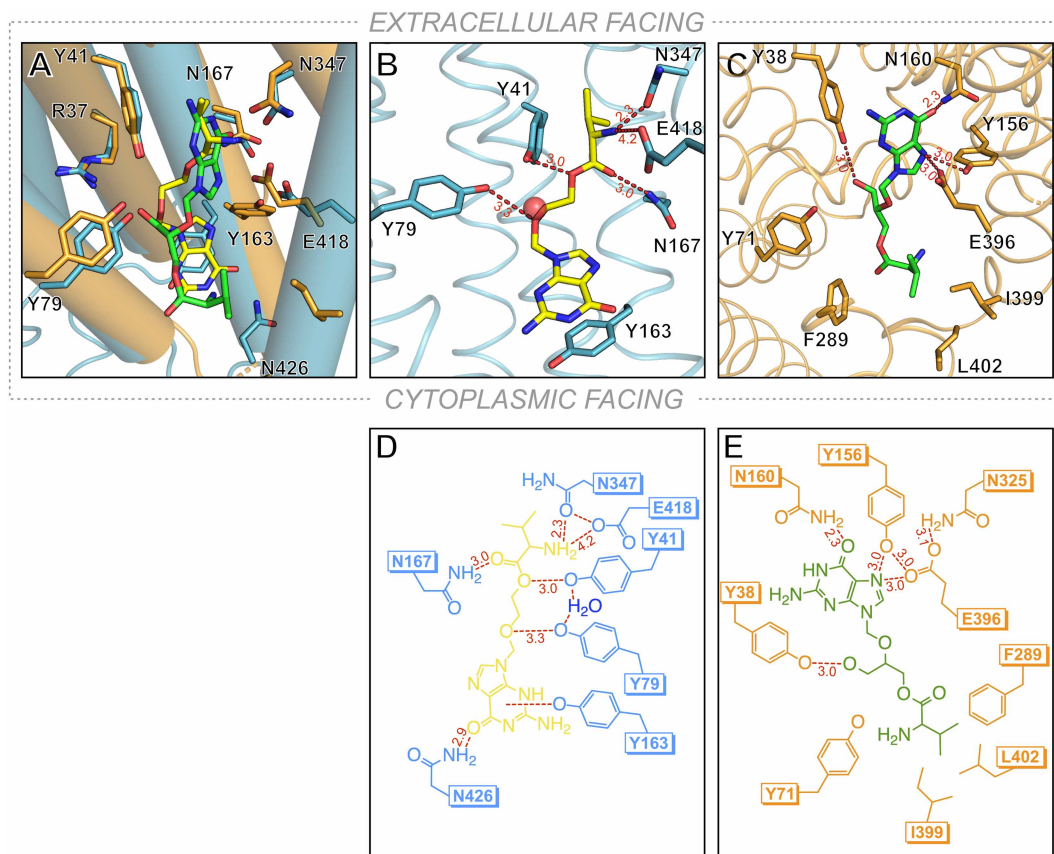 EXTRACELLULAR FACING
A
Y41
N167
N347
R37
Y163
E418
Y79
N426
B
N347
Y41
2.3
E418
4.2
3.0
3.0
Y79
3.3
N167
Y163
C
Y38
N160
2.3
Y156
3.0
3.0
3.0
Y71
E396
I399
F289
L402
CYTOPLASMIC FACING
D
H2N
N347
O
O
E418
2.3
O
4.2
NH2
Y41
N167
3.0
O
NH2
O
O
3.0
O
H2O
O
O
3.3
N
N
Y79
N
NH
O
O
N
NH2
2.9
Y163
NH2
O
N426
E
Y156
N160
N325
O
NH2
H2N
O
2.3
3.1
O
O
O
3.0
3.0
O
HN
N
3.0
H2N
N
N
E396
Y38
O
F289
O
O
3.0
O
O
O
H2N
Y71
L402
I399